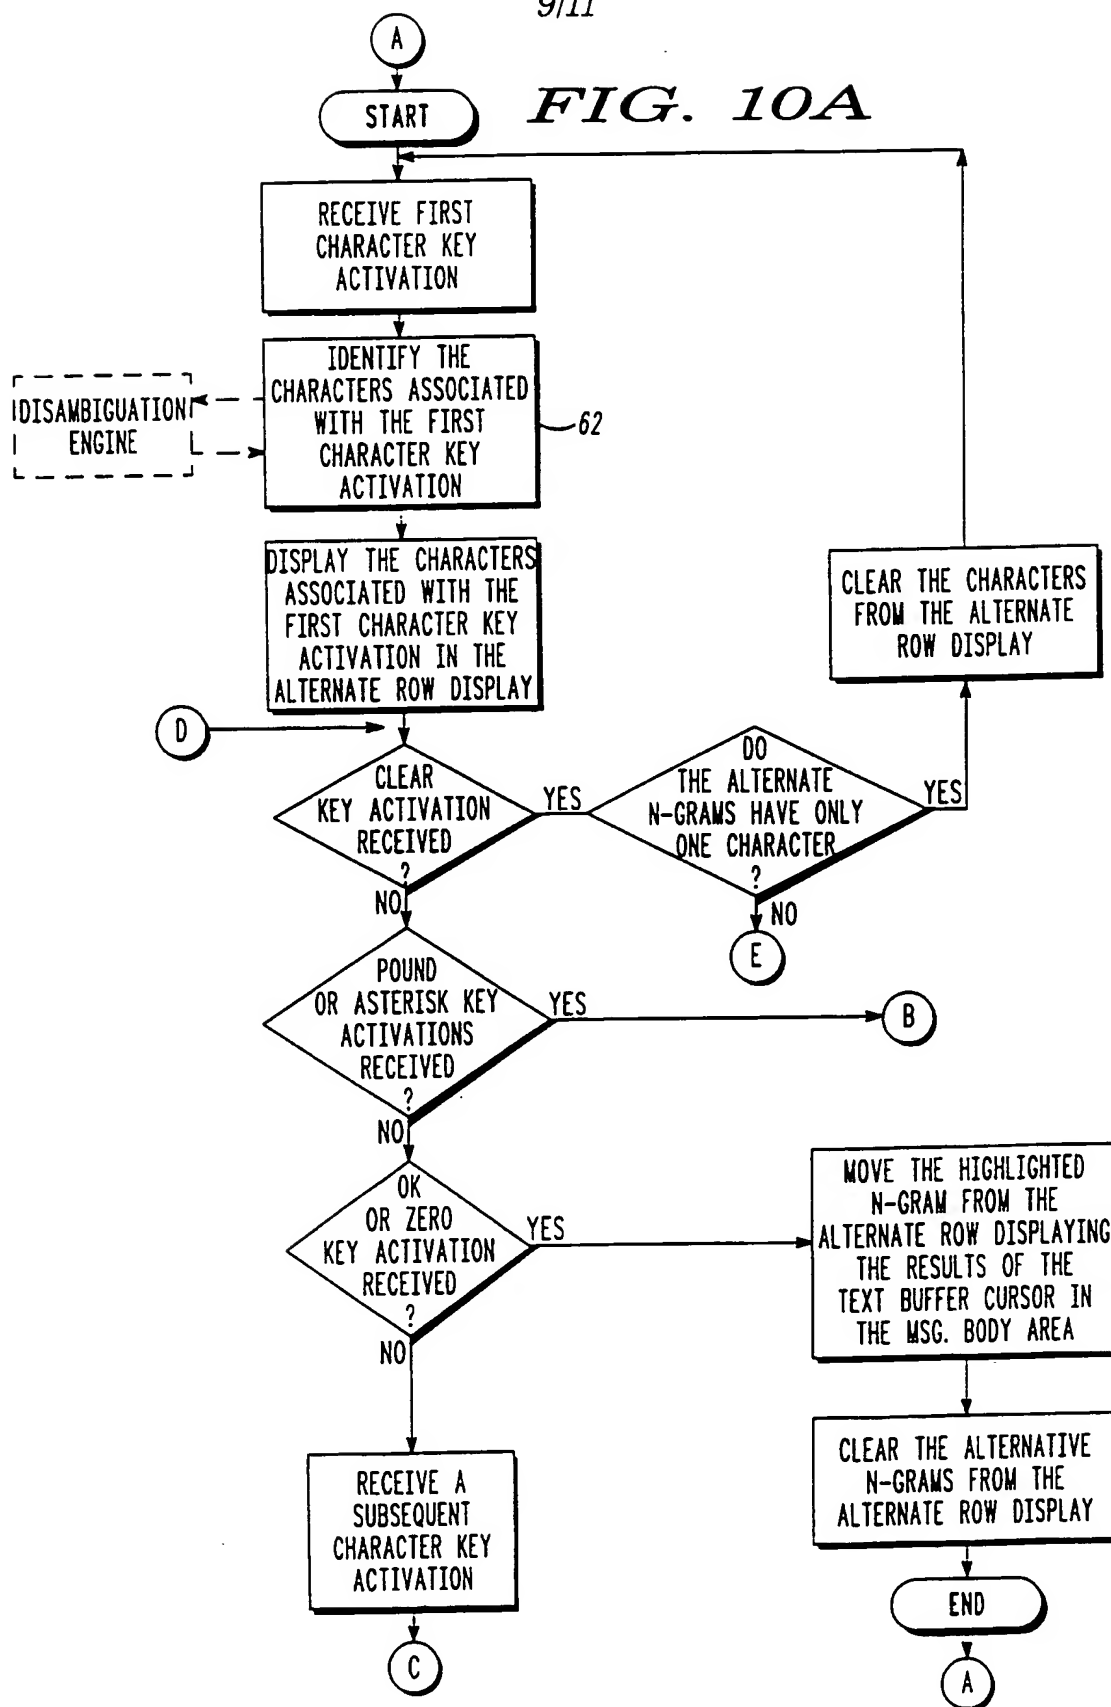 9/11
A
START
FIG. 10A
RECEIVE FIRST
CHARACTER KEY
ACTIVATION
IDENTIFY THE
CHARACTERS ASSOCIATED
WITH THE FIRST
CHARACTER KEY
ACTIVATION
62
DISAMBIGUATION
ENGINE
DISPLAY THE CHARACTERS
ASSOCIATED WITH THE
FIRST CHARACTER KEY
ACTIVATION IN THE
ALTERNATE ROW DISPLAY
CLEAR THE CHARACTERS
FROM THE ALTERNATE
ROW DISPLAY
D
CLEAR
KEY ACTIVATION
RECEIVED
?
YES
NO
DO
THE ALTERNATE
N-GRAMS HAVE ONLY
ONE CHARACTER
?
YES
NO
E
POUND
OR ASTERISK KEY
ACTIVATIONS
RECEIVED
?
YES
B
NO
OK
OR ZERO
KEY ACTIVATION
RECEIVED
?
YES
NO
MOVE THE HIGHLIGHTED
N-GRAM FROM THE
ALTERNATE ROW DISPLAYING
THE RESULTS OF THE
TEXT BUFFER CURSOR IN
THE MSG. BODY AREA
CLEAR THE ALTERNATIVE
N-GRAMS FROM THE
ALTERNATE ROW DISPLAY
END
A
RECEIVE A
SUBSEQUENT
CHARACTER KEY
ACTIVATION
C